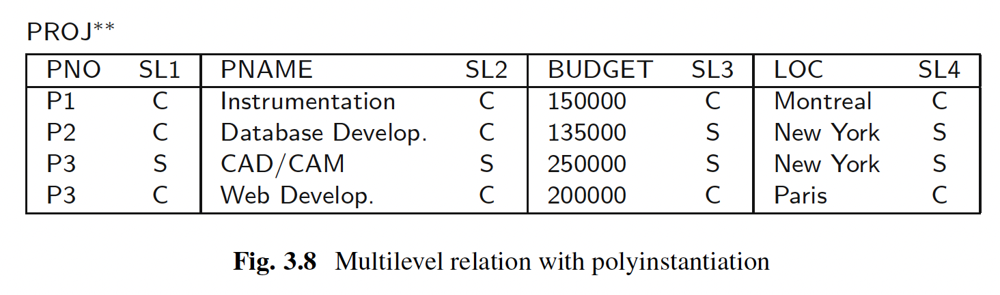 PROJ**
PNO SL1 PNAME SL2 BUDGET SL3 LOC SL4
P1 C Instrumentation C 150000 C Montreal C
P2 C Database Develop. C 135000 S New York S
P3 S CAD/CAM S 250000 S New York S
P3 C Web Develop. C 200000 C Paris C
Fig. 3.8 Multilevel relation with polyinstantiation